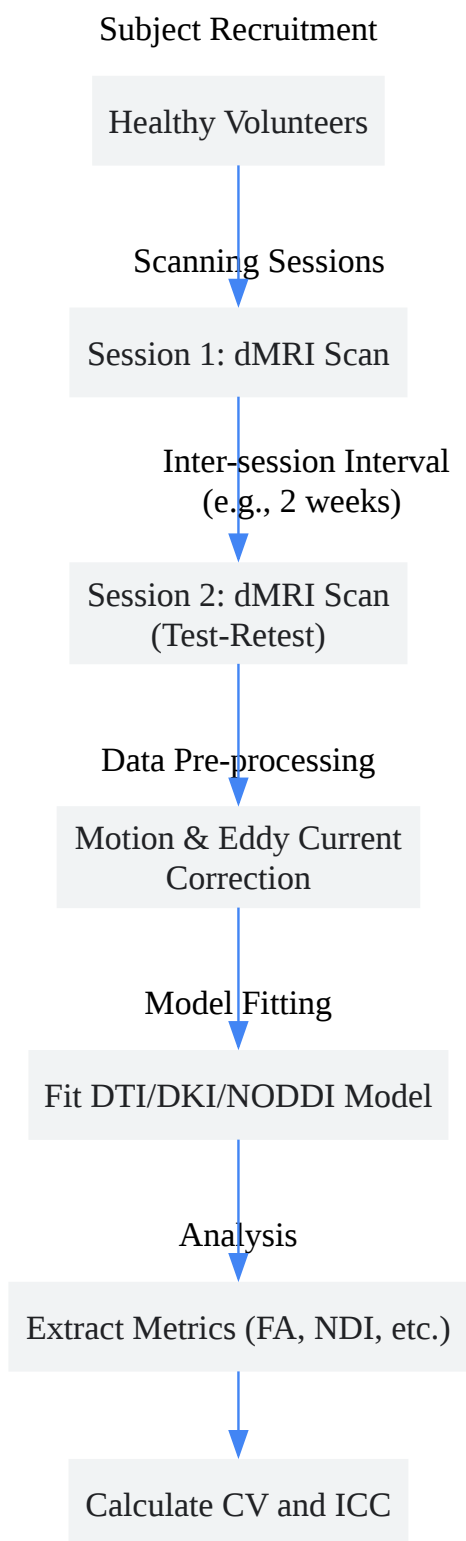 Subject Recruitment
Healthy Volunteers
Scanning Sessions
Session 1: dMRI Scan
Inter-session Interval
(e.g., 2 weeks)
Session 2: dMRI Scan
(Test-Retest)
Data Pre-processing
Motion & Eddy Current
Correction
Model Fitting
Fit DTI/DKI/NODDI Model
Analysis
Extract Metrics (FA, NDI, etc.)
Calculate CV and ICC